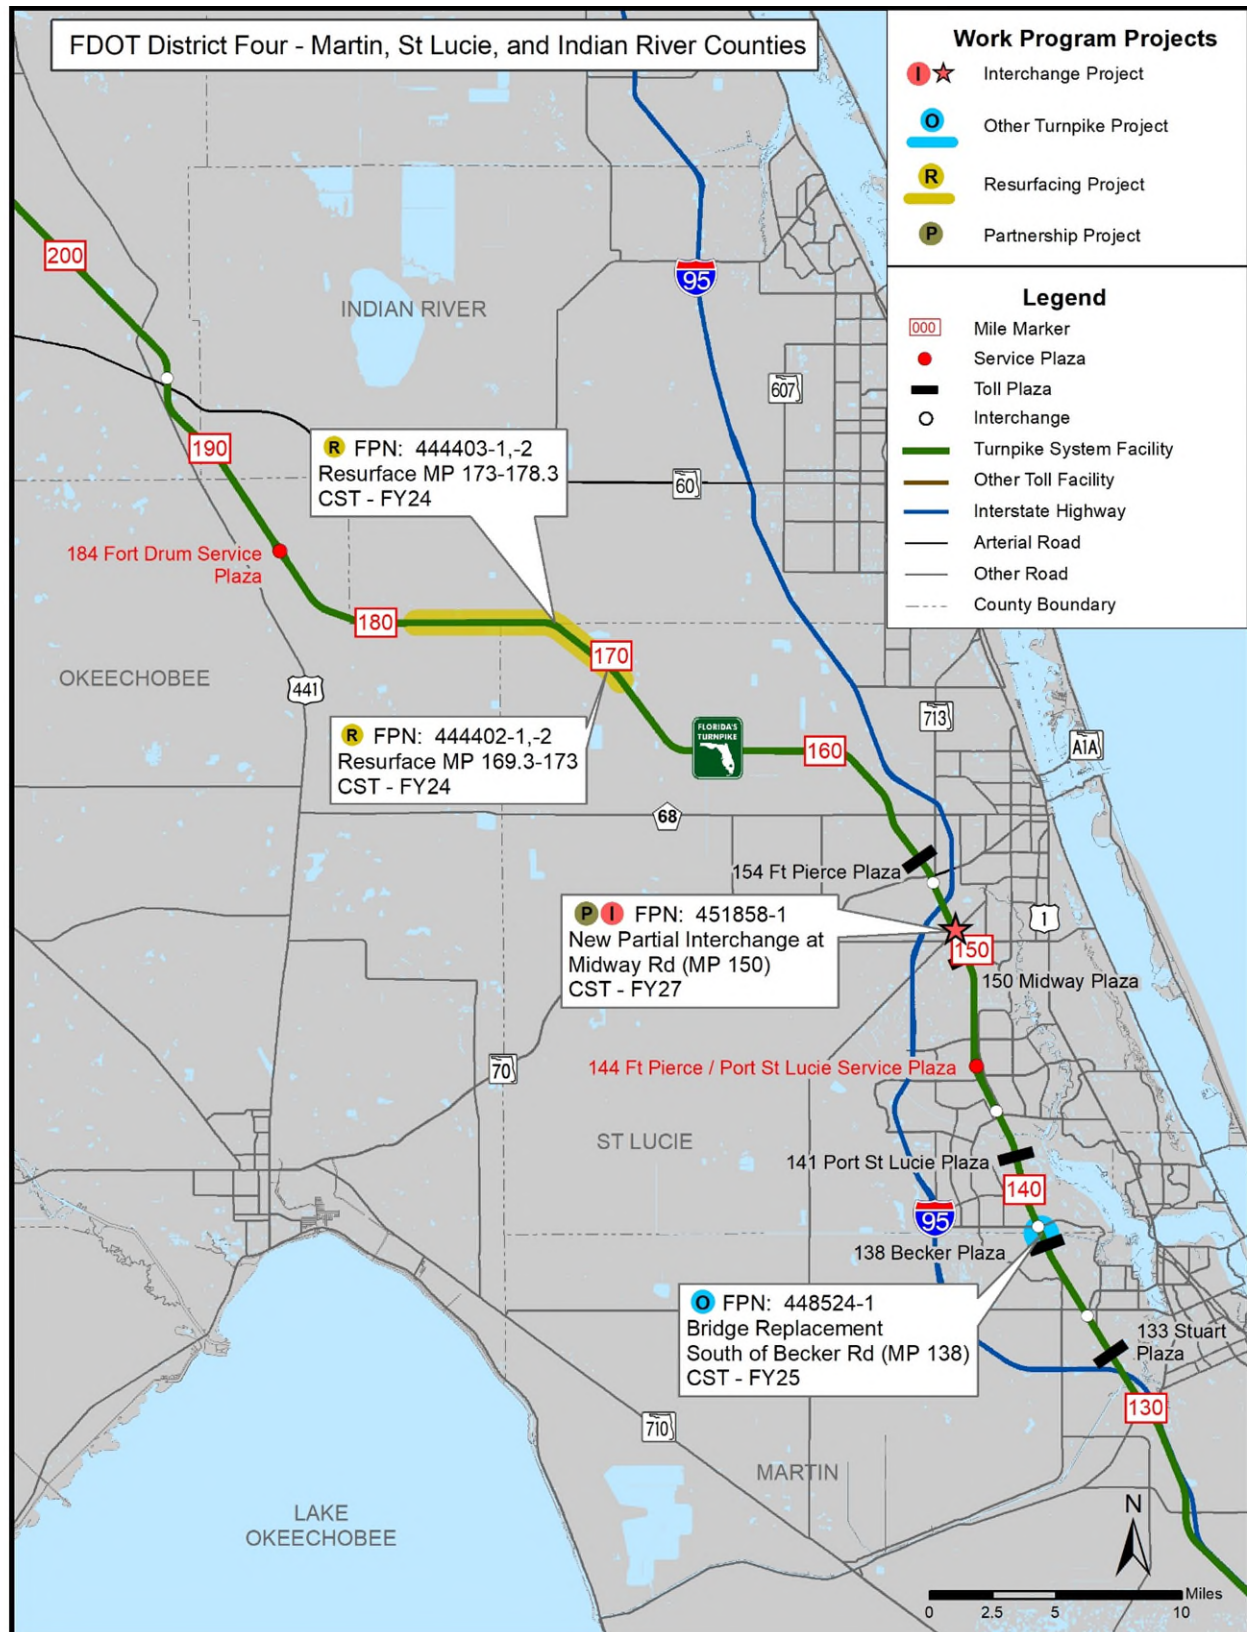 FDOT District Four - Martin, St Lucie, and Indian River Counties
Work Program Projects
I
Interchange Project
O
Other Turnpike Project
R
Resurfacing Project
P
Partnership Project
Legend
000
Mile Marker
Service Plaza
Toll Plaza
Interchange
Turnpike System Facility
Other Toll Facility
Interstate Highway
Arterial Road
Other Road
County Boundary
200
95
INDIAN RIVER
607
190
R FPN: 444403-1,-2
Resurface MP 173-178.3
CST - FY24
60
184 Fort Drum Service
Plaza
180
170
OKEECHOBEE
441
713
A1A
R FPN: 444402-1,-2
Resurface MP 169.3-173
CST - FY24
FLORIDA'S
TURNPIKE
160
68
154 Ft Pierce Plaza
P I FPN: 451858-1
New Partial Interchange at
Midway Rd (MP 150)
CST - FY27
1
150
150 Midway Plaza
70
144 Ft Pierce / Port St Lucie Service Plaza
ST LUCIE
141 Port St Lucie Plaza
140
95
138 Becker Plaza
O FPN: 448524-1
Bridge Replacement
South of Becker Rd (MP 138)
CST - FY25
133 Stuart
Plaza
130
710
MARTIN
LAKE
OKEECHOBEE
N
Miles
0 2.5 5 10